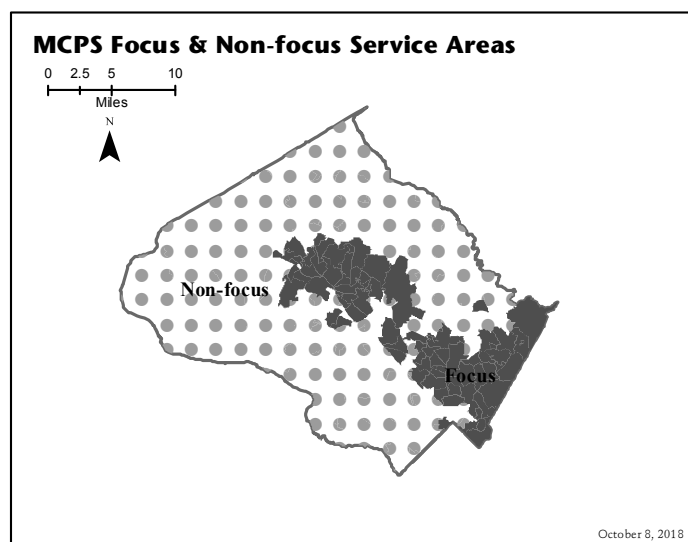 MCPS Focus & Non-focus Service Areas
0 2.5 5 10
Miles
N
Non-focus
Focus
October 8, 2018